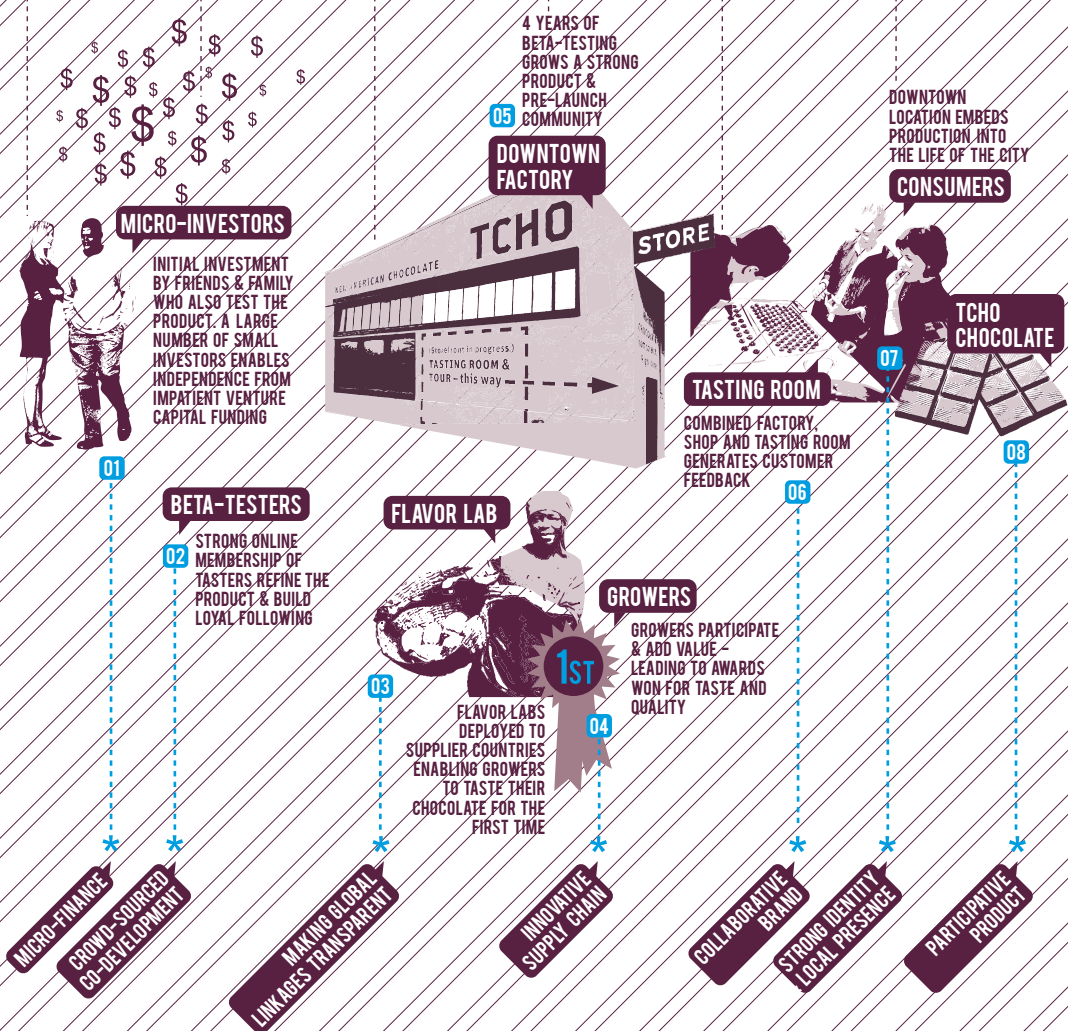 $ $ $ $ $ $ $ $ $ $ $ $ $ $ $ $ $ $ $ $ $ $ $ $ $ $ $ $ $
MICRO-INVESTORS
INITIAL INVESTMENT
BY FRIENDS & FAMILY
WHO ALSO TEST THE
PRODUCT. A LARGE
NUMBER OF SMALL
INVESTORS ENABLES
INDEPENDENCE FROM
IMPATIENT VENTURE
CAPITAL FUNDING
01
BETA-TESTERS
02
STRONG ONLINE
MEMBERSHIP OF
TASTERS REFINE THE
PRODUCT & BUILD
LOYAL FOLLOWING
4 YEARS OF
BETA-TESTING
GROWS A STRONG
PRODUCT &
PRE-LAUNCH
COMMUNITY
05
DOWNTOWN
FACTORY
TCHO
STORE
AMERICAN CHOCOLATE
(Storefront in progress.)
TASTING ROOM &
TOUR - this way
FLAVOR LAB
03
FLAVOR LABS
DEPLOYED TO
SUPPLIER COUNTRIES
ENABLING GROWERS
TO TASTE THEIR
CHOCOLATE FOR THE
FIRST TIME
1ST
GROWERS
GROWERS PARTICIPATE
& ADD VALUE -
LEADING TO AWARDS
WON FOR TASTE AND
QUALITY
04
DOWNTOWN
LOCATION EMBEDS
PRODUCTION INTO
THE LIFE OF THE CITY
CONSUMERS
07
TASTING ROOM
COMBINED FACTORY,
SHOP AND TASTING ROOM
GENERATES CUSTOMER
FEEDBACK
06
TCHO
CHOCOLATE
08
* * * * * * *
MICRO-FINANCE
CROWD-SOURCED
CO-DEVELOPMENT
MAKING GLOBAL
LINKAGES TRANSPARENT
INNOVATIVE
SUPPLY CHAIN
COLLABORATIVE
BRAND
STRONG IDENTITY
LOCAL PRESENCE
PARTICIPATIVE
PRODUCT